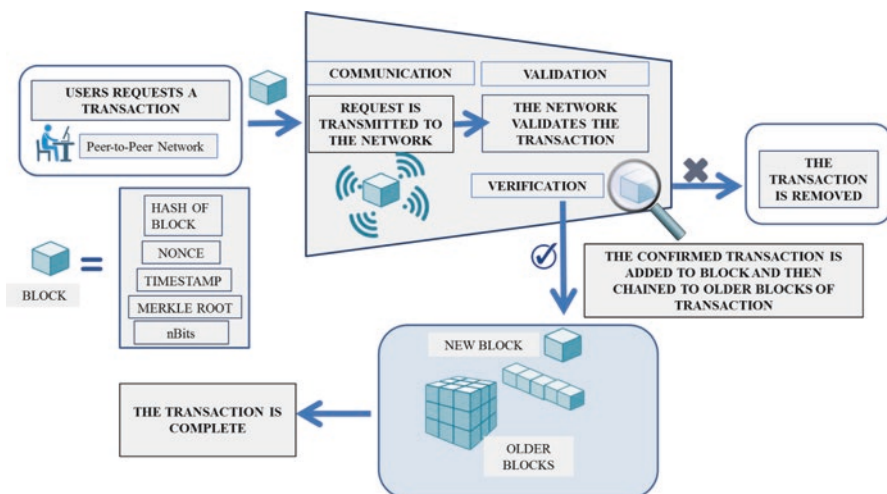 USERS REQUESTS A
TRANSACTION
Peer-to-Peer Network
COMMUNICATION
VALIDATION
REQUEST IS
TRANSMITTED TO
THE NETWORK
THE NETWORK
VALIDATES THE
TRANSACTION
VERIFICATION
THE
TRANSACTION
IS REMOVED
HASH OF
BLOCK
NONCE
TIMESTAMP
MERKLE ROOT
nBits
BLOCK
=
THE CONFIRMED TRANSACTION IS
ADDED TO BLOCK AND THEN
CHAINED TO OLDER BLOCKS OF
TRANSACTION
NEW BLOCK
OLDER
BLOCKS
THE TRANSACTION IS
COMPLETE